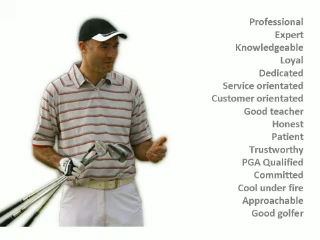 Professional
Expert
Knowledgeable
Loyal
Dedicated
Service orientated
Customer orientated
Good teacher
Honest
Patient
Trustworthy
PGA Qualified
Committed
Cool under fire
Approachable
Good golfer